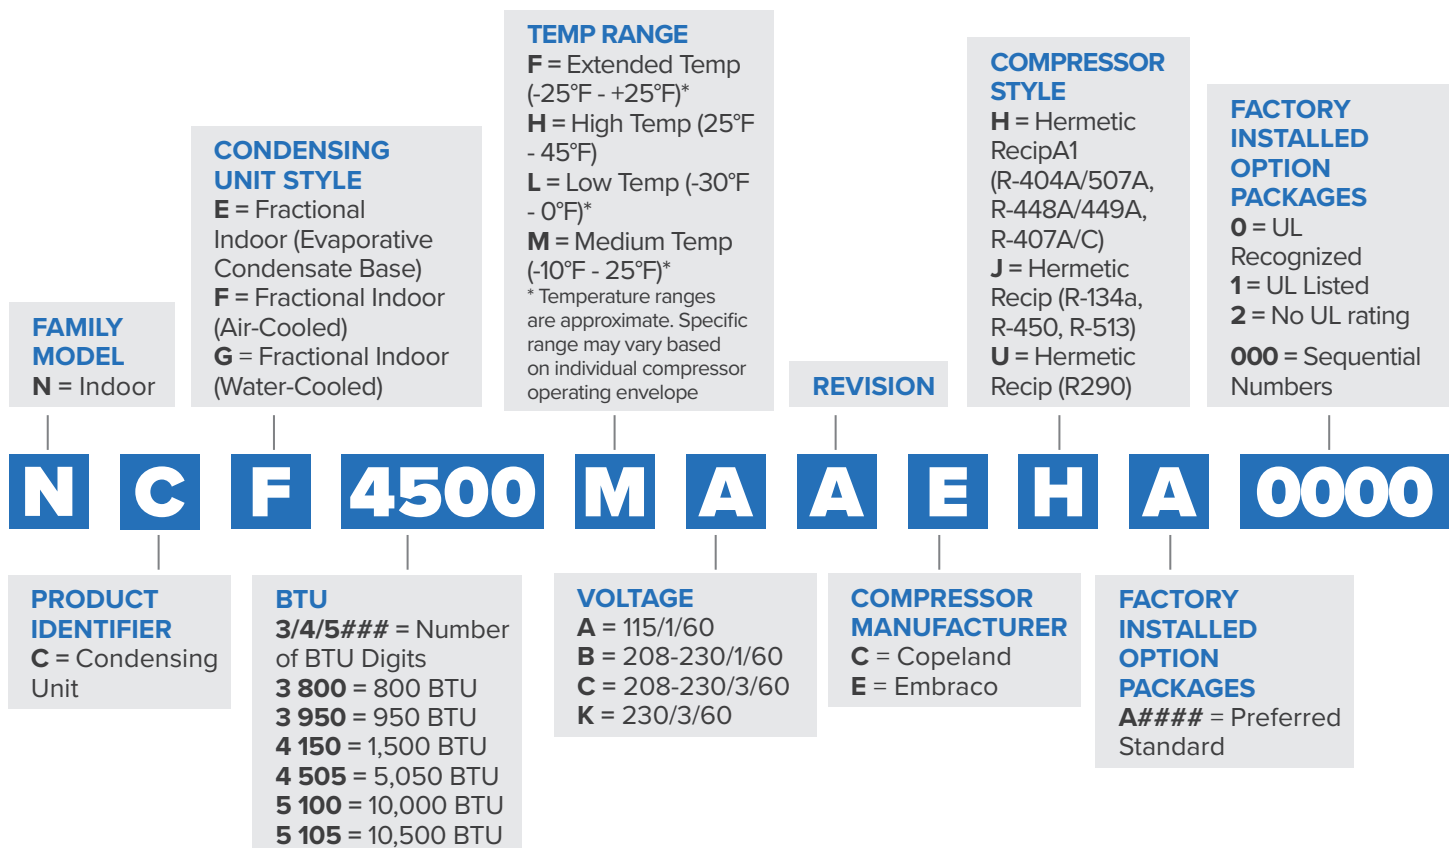 FAMILY
MODEL
N = Indoor
CONDENSING
UNIT STYLE
E = Fractional
Indoor (Evaporative
Condensate Base)
F = Fractional Indoor
(Air-Cooled)
G = Fractional Indoor
(Water-Cooled)
TEMP RANGE
F = Extended Temp
(-25°F - +25°F)*
H = High Temp (25°F
- 45°F)
L = Low Temp (-30°F
- 0°F)*
M = Medium Temp
(-10°F - 25°F)*
* Temperature ranges
are approximate. Specific
range may vary based
on individual compressor
operating envelope
REVISION
COMPRESSOR
STYLE
H = Hermetic
RecipA1
(R-404A/507A,
R-448A/449A,
R-407A/C)
J = Hermetic
Recip (R-134a,
R-450, R-513)
U = Hermetic
Recip (R290)
FACTORY
INSTALLED
OPTION
PACKAGES
0 = UL
Recognized
1 = UL Listed
2 = No UL rating
000 = Sequential
Numbers
N C F 4500 M A A E H A 0000
PRODUCT
IDENTIFIER
C = Condensing
Unit
BTU
3/4/5### = Number
of BTU Digits
3 800 = 800 BTU
3 950 = 950 BTU
4 150 = 1,500 BTU
4 505 = 5,050 BTU
5 100 = 10,000 BTU
5 105 = 10,500 BTU
VOLTAGE
A = 115/1/60
B = 208-230/1/60
C = 208-230/3/60
K = 230/3/60
COMPRESSOR
MANUFACTURER
C = Copeland
E = Embraco
FACTORY
INSTALLED
OPTION
PACKAGES
A#### = Preferred
Standard